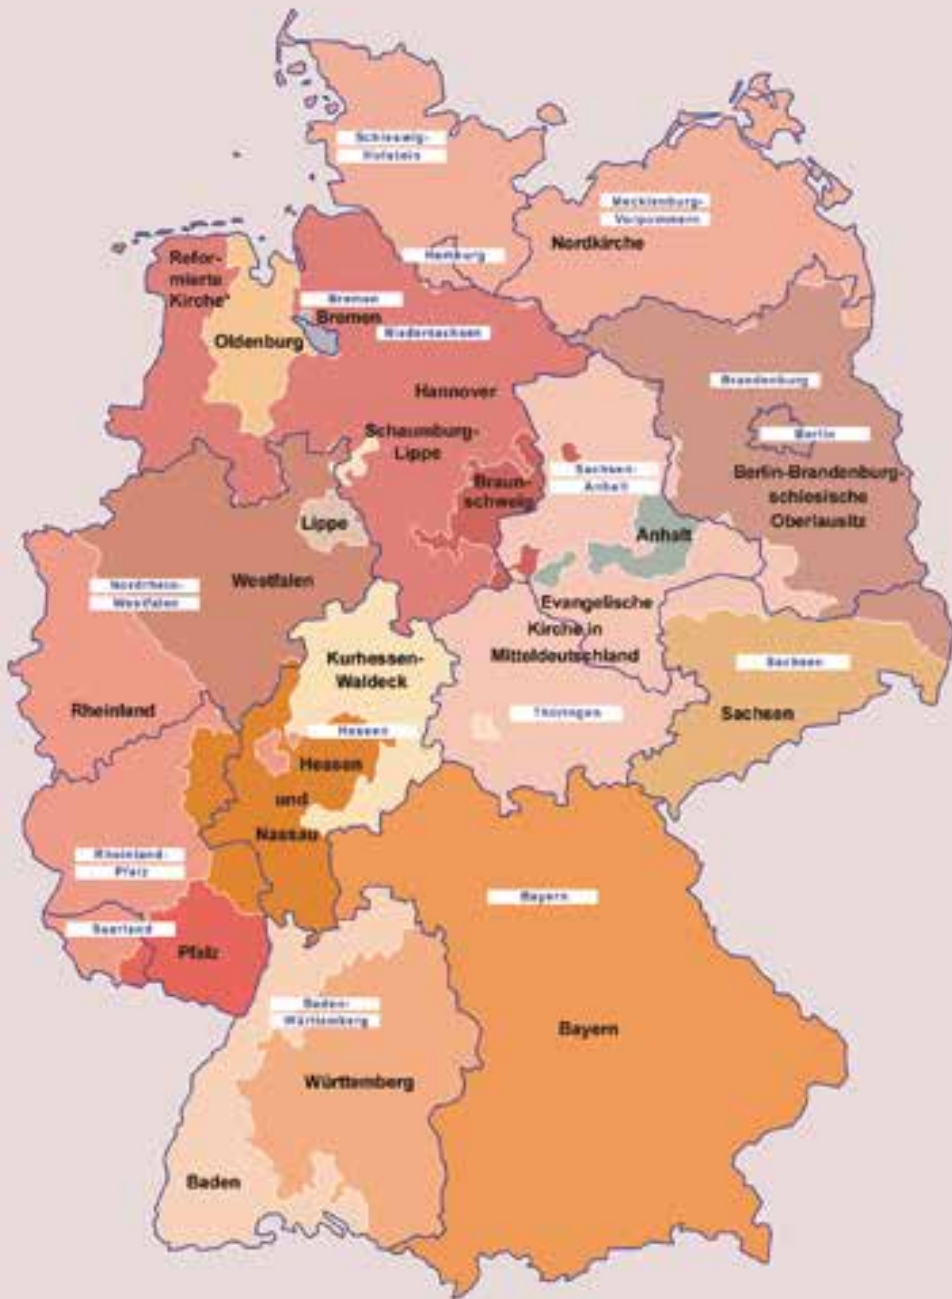 Schleswig-
Holstein
Mecklenburg-
Vorpommern
Nordkirche
Hamburg
Refor-
mierte
Kirche*
Bremen
Bremen
Niedersachsen
Oldenburg
Brandenburg
Hannover
Berlin
Schaumburg-
Lippe
Sachsen-
Anhalt
Berlin-Brandenburg-
schlesische
Oberlausitz
Braun-
schweig
Lippe
Anhalt
Westfalen
Nordrhein-
Westfalen
Evangelische
Kirche in
Mitteldeutschland
Kurhessen-
Waldeck
Sachsen
Rheinland
Thüringen
Sachsen
Hessen
Hessen
und
Nassau
Rheinland-
Pfalz
Bayern
Saarland
Pfalz
Baden-
Württemberg
Bayern
Württemberg
Baden